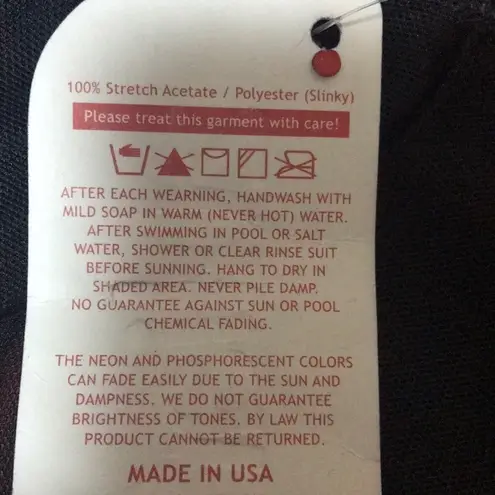 100% Stretch Acetate / Polyester (Slinky)
Please treat this garment with care!
AFTER EACH WEARNING, HANDWASH WITH
MILD SOAP IN WARM (NEVER HOT) WATER.
AFTER SWIMMING IN POOL OR SALT
WATER, SHOWER OR CLEAR RINSE SUIT
BEFORE SUNNING. HANG TO DRY IN
SHADED AREA. NEVER PILE DAMP.
NO GUARANTEE AGAINST SUN OR POOL
CHEMICAL FADING.
THE NEON AND PHOSPHORESCENT COLORS
CAN FADE EASILY DUE TO THE SUN AND
DAMPNESS. WE DO NOT GUARANTEE
BRIGHTNESS OF TONES. BY LAW THIS
PRODUCT CANNOT BE RETURNED.
MADE IN USA